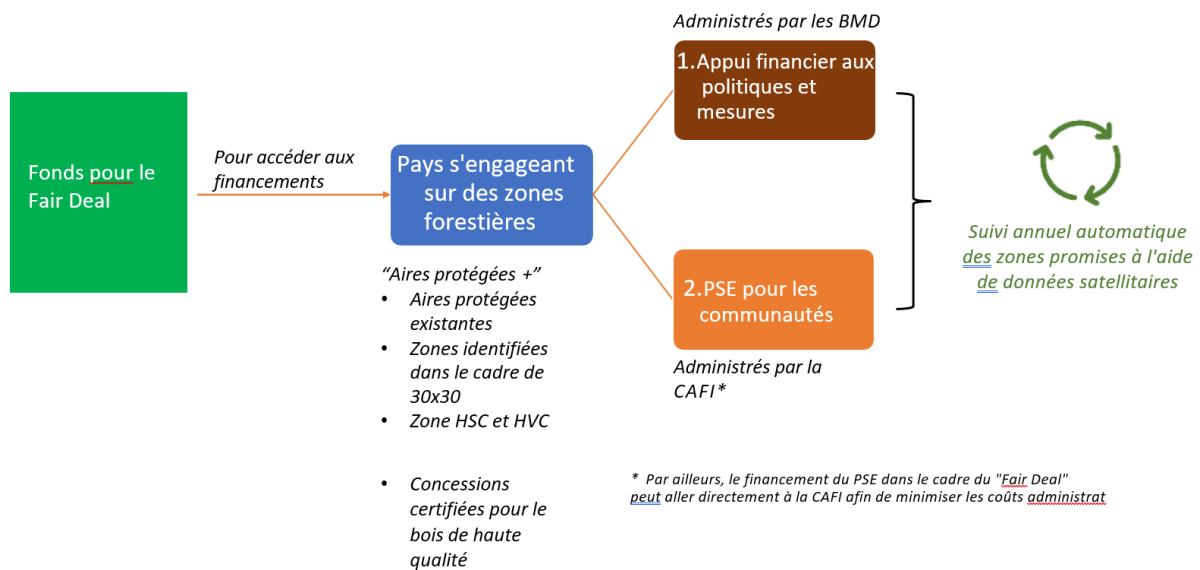 Administrés par les BMD
1. Appui financier aux
politiques et
mesures
Fonds pour le
Fair Deal
Pour accéder aux
financements
Pays s'engageant
sur des zones
forestières
“Aires protégées +”
• Aires protégées
existantes
• Zones identifiées
dans le cadre de
30x30
• Zone HSC et HVC
• Concessions
certifiées pour le
bois de haute
qualité
2. PSE pour les
communautés
Administrés par la
CAFI*
Suivi annuel automatique
des zones promises à l'aide
de données satellitaires
* Par ailleurs, le financement du PSE dans le cadre du "Fair Deal"
peut aller directement à la CAFI afin de minimiser les coûts administrat